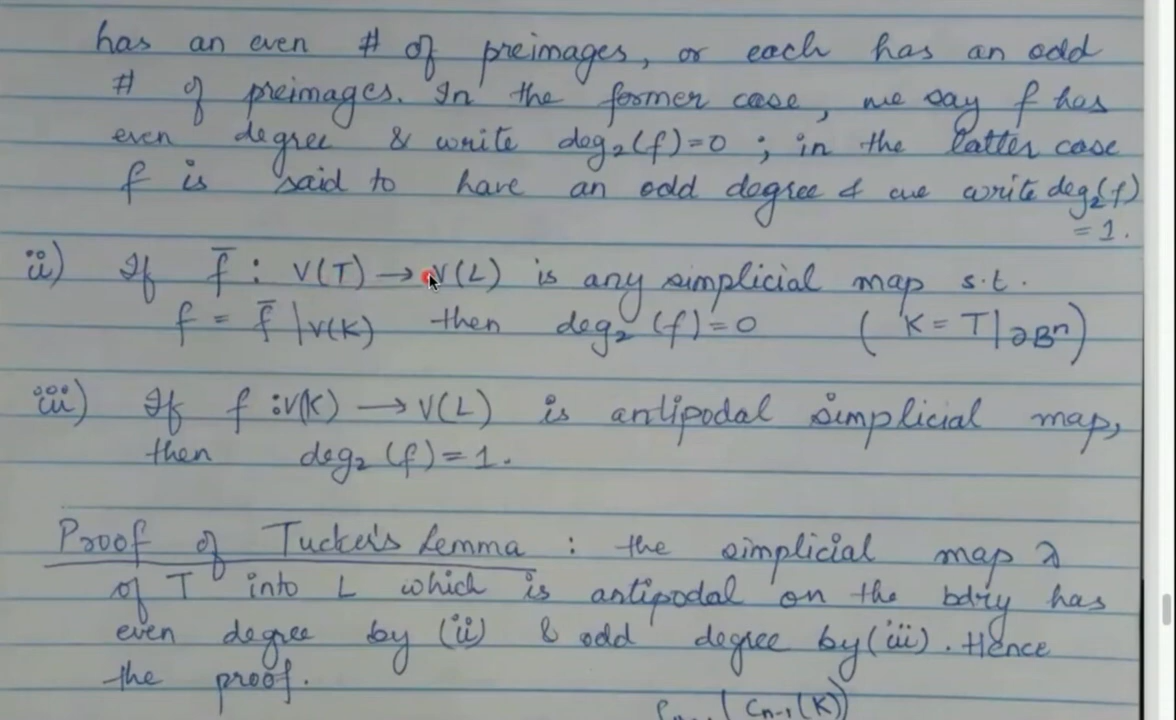 has an even # of preimages, or each has an odd
# of preimages. In the former case, we say f has
even degree & write deg₂(f)=0 ; in the latter case
f is said to have an odd degree & we write deg₂(f)
= 1.
ii) If f̄ : V(T) → V(L) is any simplicial map s.t.
f = f̄ |V(K) then deg₂ (f)=0 ( K = T|∂Bⁿ)
iii) If f : V(K) → V(L) is antipodal simplicial map,
then deg₂ (f)=1.
Proof of Tucker's Lemma : the simplicial map λ
of T into L which is antipodal on the bdry has
even degree by (ii) & odd degree by (iii). Hence
the proof.
(Cn-1(K))